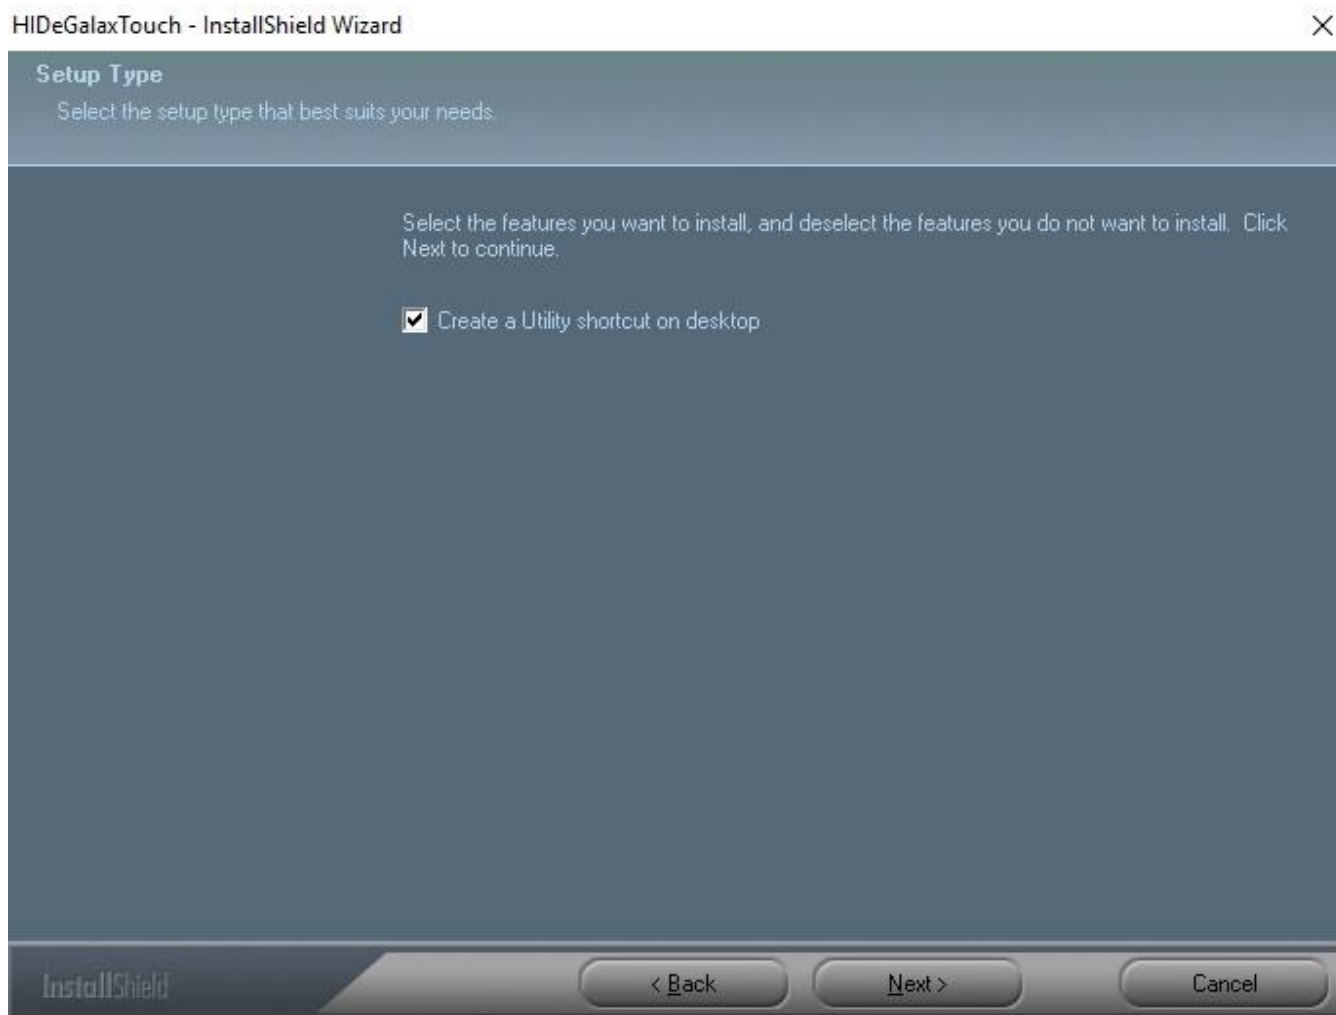 HIDeGalaxTouch - InstallShield Wizard
Setup Type
Select the setup type that best suits your needs.
Select the features you want to install, and deselect the features you do not want to install.  Click
Next to continue.
Create a Utility shortcut on desktop
InstallShield
< Back
Next >
Cancel